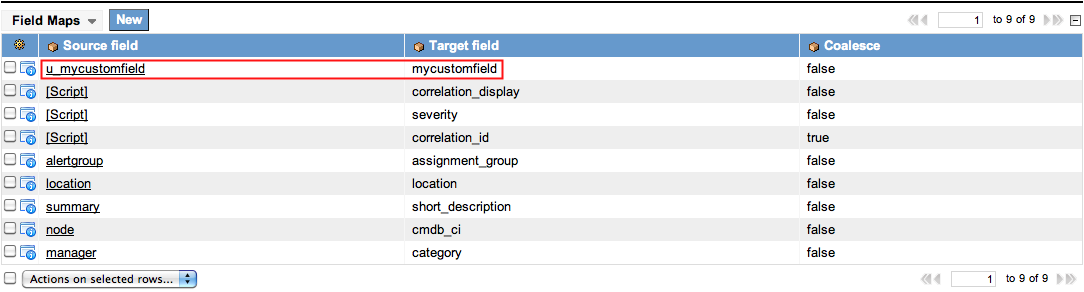 Field Maps New 1 to 9 of 9
Source field Target field Coalesce
u_mycustomfield mycustomfield false
[Script] correlation_display false
[Script] severity false
[Script] correlation_id true
alertgroup assignment_group false
location location false
summary short_description false
node cmdb_ci false
manager category false
Actions on selected rows... 1 to 9 of 9